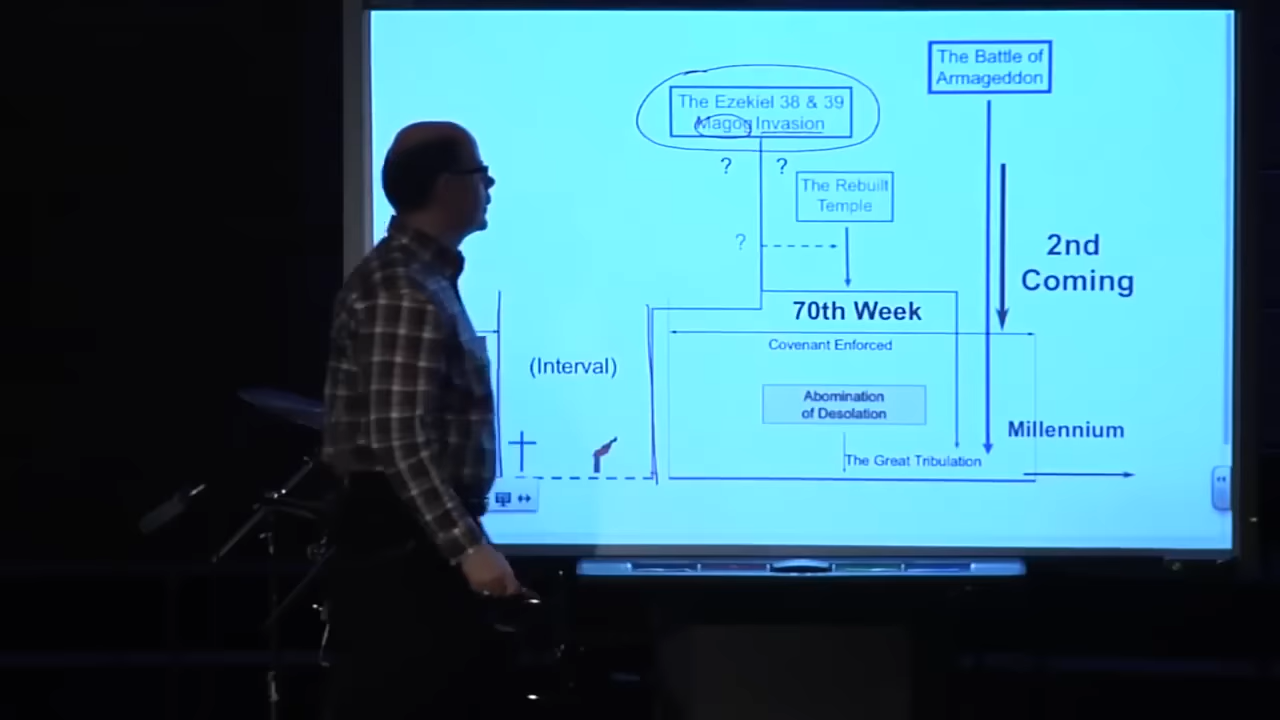 The Battle of
Armageddon
The Ezekiel 38 & 39
Magog Invasion
? ?
The Rebuilt
Temple
?
2nd
Coming
70th Week
Covenant Enforced
(Interval)
Abomination
of Desolation
Millennium
The Great Tribulation